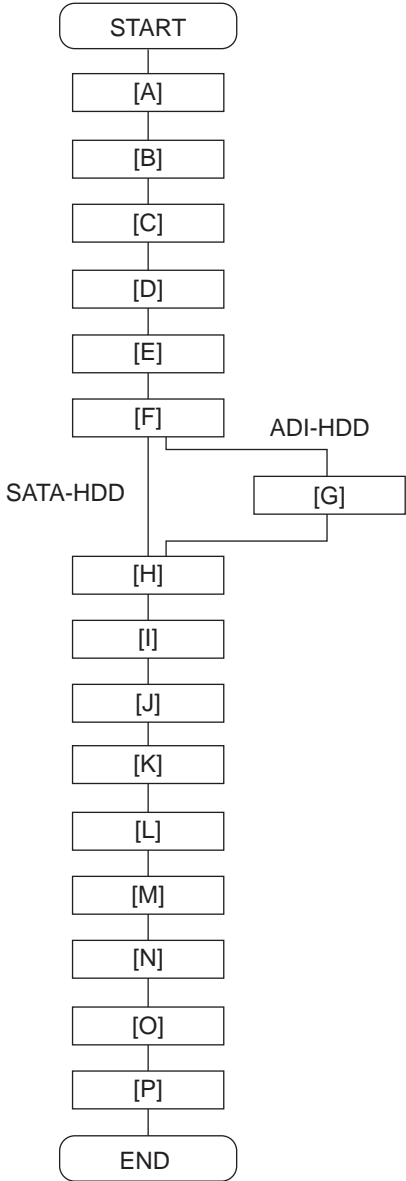 START
[A]
[B]
[C]
[D]
[E]
[F]
ADI-HDD
SATA-HDD
[G]
[H]
[I]
[J]
[K]
[L]
[M]
[N]
[O]
[P]
END